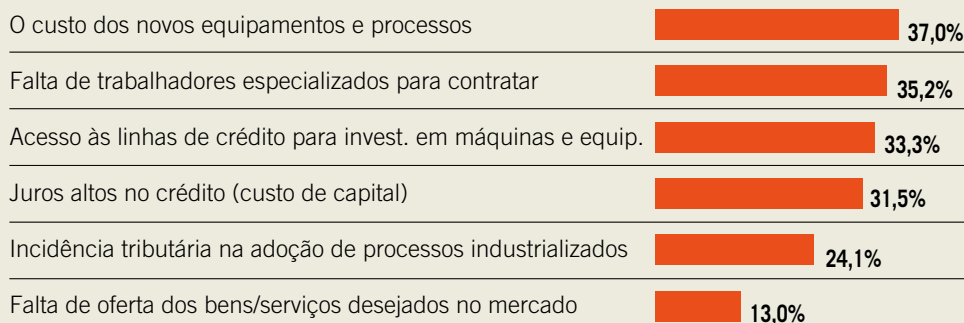 O custo dos novos equipamentos e processos 37,0%
Falta de trabalhadores especializados para contratar 35,2%
Acesso às linhas de crédito para invest. em máquinas e equip. 33,3%
Juros altos no crédito (custo de capital) 31,5%
Incidência tributária na adoção de processos industrializados 24,1%
Falta de oferta dos bens/serviços desejados no mercado 13,0%